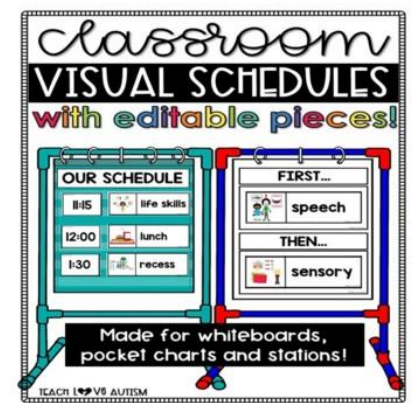 classroom
VISUAL SCHEDULES
with editable pieces!
OUR SCHEDULE
11:15 life skills
12:00 lunch
1:30 recess
FIRST...
speech
THEN...
sensory
Made for whiteboards,
pocket charts and stations!
TEACH LOVE AUTISM